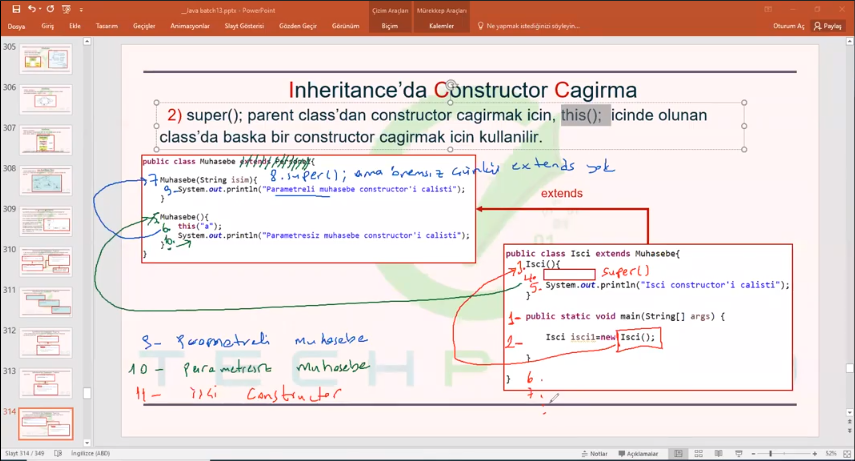 __Java batch13.pptx - PowerPoint
Çizim Araçları
Mürekkep Araçları
Dosya
Giriş
Ekle
Tasarım
Geçişler
Animasyonlar
Slayt Gösterisi
Gözden Geçir
Görünüm
Biçim
Kalemler
Ne yapmak istediğinizi söyleyin...
Oturum Aç
Paylaş
305
306
307
308
309
310
311
312
313
314
Inheritance'da Constructor Cagirma
2) super(); parent class'dan constructor cagirmak icin, this(); icinde olunan
class'da baska bir constructor cagirmak icin kullanilir.
public class Muhasebe extends Personel{
7 Muhasebe(String isim){ 8. super(); ama önemsiz çünkü extends yok
9. System.out.println("Parametreli muhasebe constructor'i calisti");
}
5 Muhasebe(){
6. this("a");
System.out.println("Parametresiz muhasebe constructor'i calisti");
6. }
}
extends
public class Isci extends Muhasebe{
3. Isci(){
4. super()
5. System.out.println("Isci constructor'i calisti");
}
1- public static void main(String[] args) {
2- Isci isci1=new Isci();
}
}
6 .
7 .
9- parametreli muhasebe
10- parametresiz muhasebe
11- isci constructor
TECHP
Slayt 314 / 349
İngilizce (ABD)
Notlar
Açıklamalar
52%